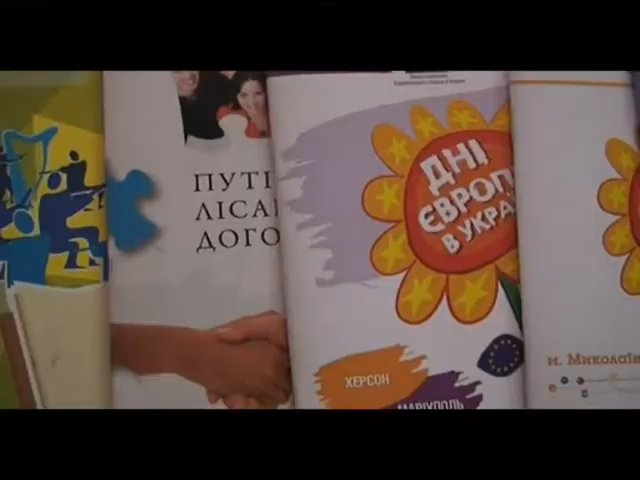 ПУТІ
ЛІСА
ДОГО
ДНІ
ЄВРОП
В УКРА
ХЕРСОН
МАРІУПОЛЬ
м. Миколаїв